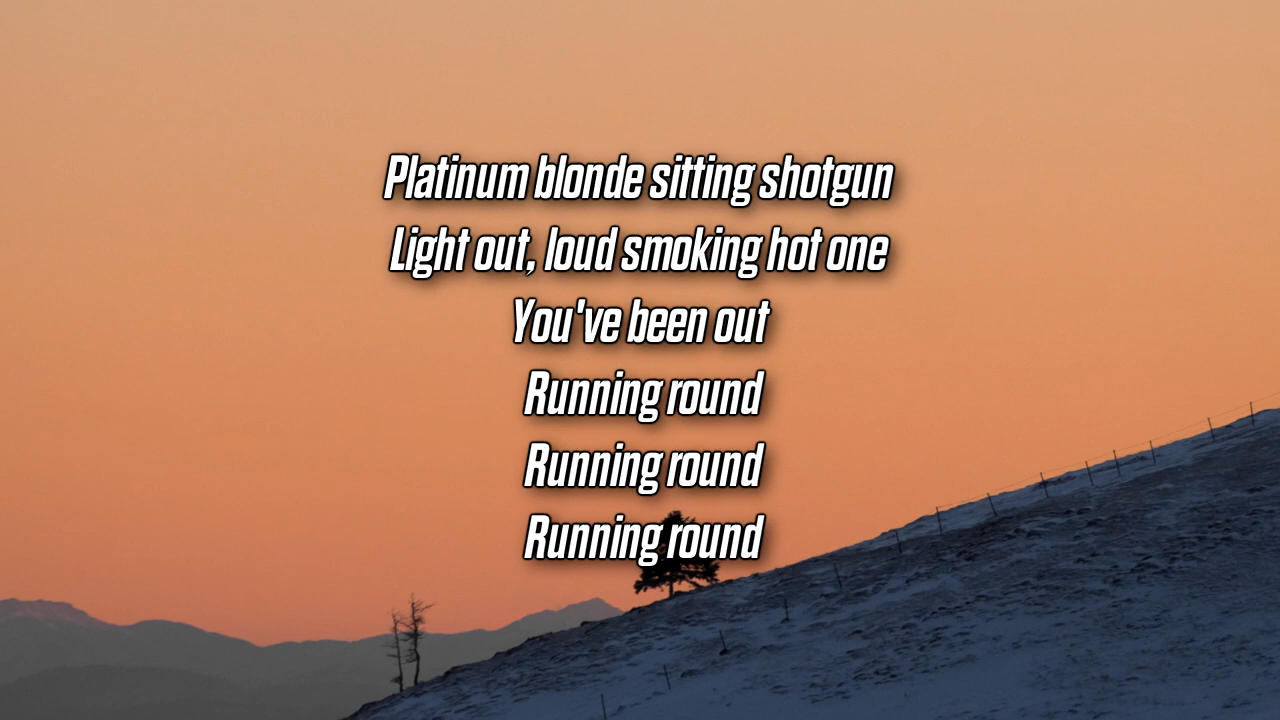 Platinum blonde sitting shotgun
Light out, loud smoking hot one
You've been out
Running round
Running round
Running round